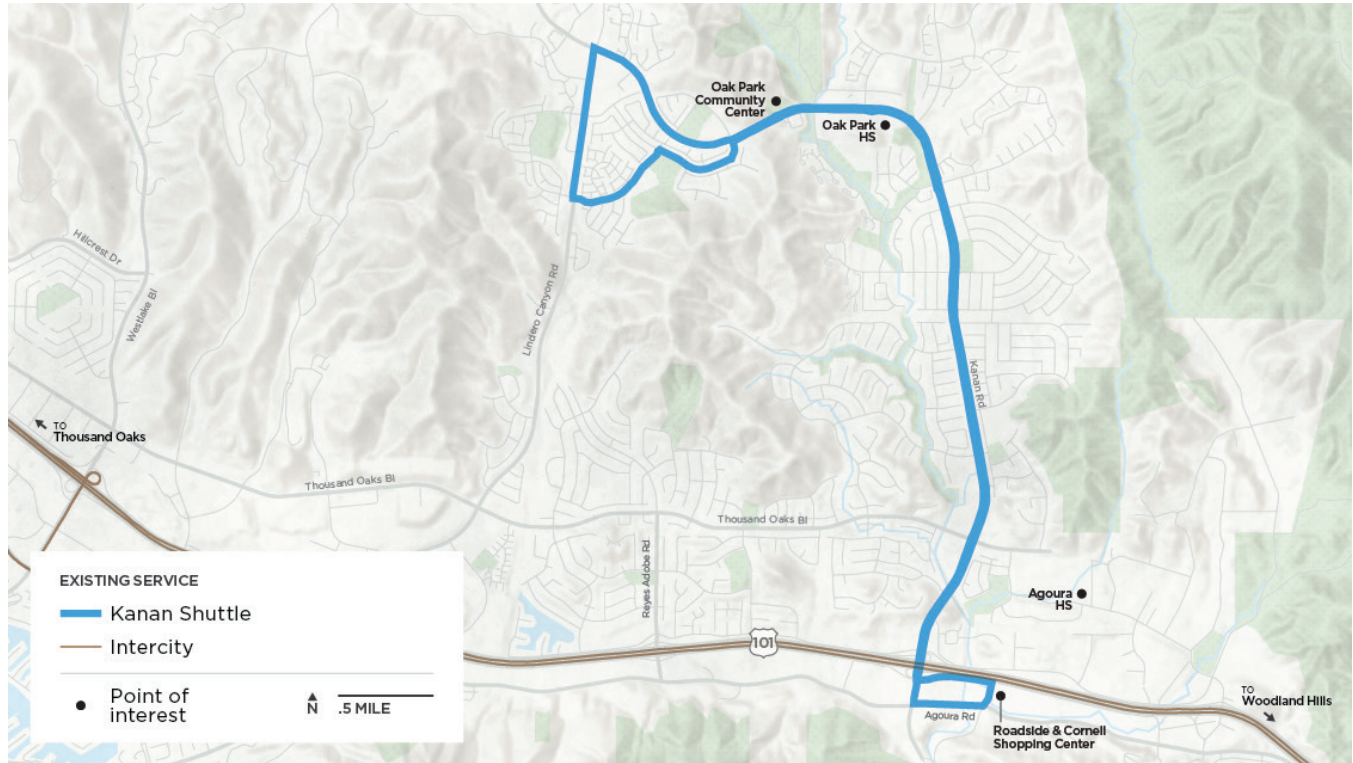 Oak Park
Community
Center
Oak Park
HS
Hillcrest Dr
Westlake Bl
Lindero Canyon Rd
Kanan Rd
TO
Thousand Oaks
Thousand Oaks Bl
Thousand Oaks Bl
Reyes Adobe Rd
Agoura
HS
101
TO
Woodland Hills
Agoura Rd
Roadside & Cornell
Shopping Center
EXISTING SERVICE
Kanan Shuttle
Intercity
Point of
interest
N
.5 MILE